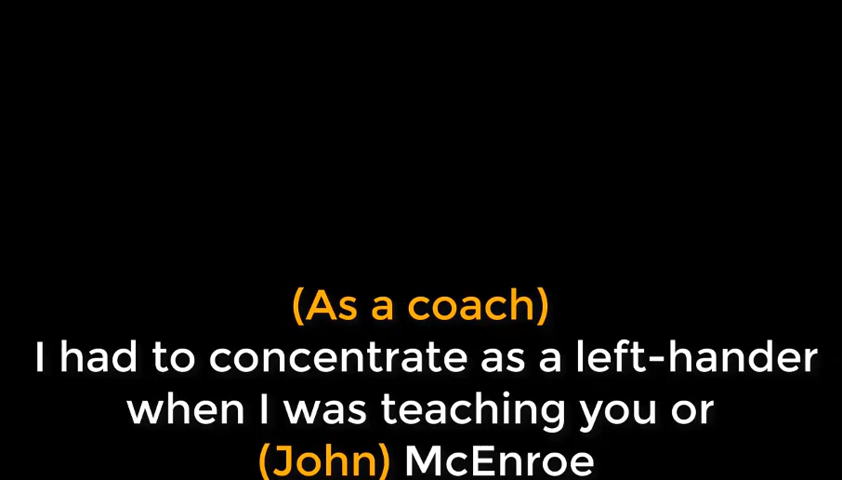 (As a coach)
I had to concentrate as a left-hander
when I was teaching you or
(John) McEnroe